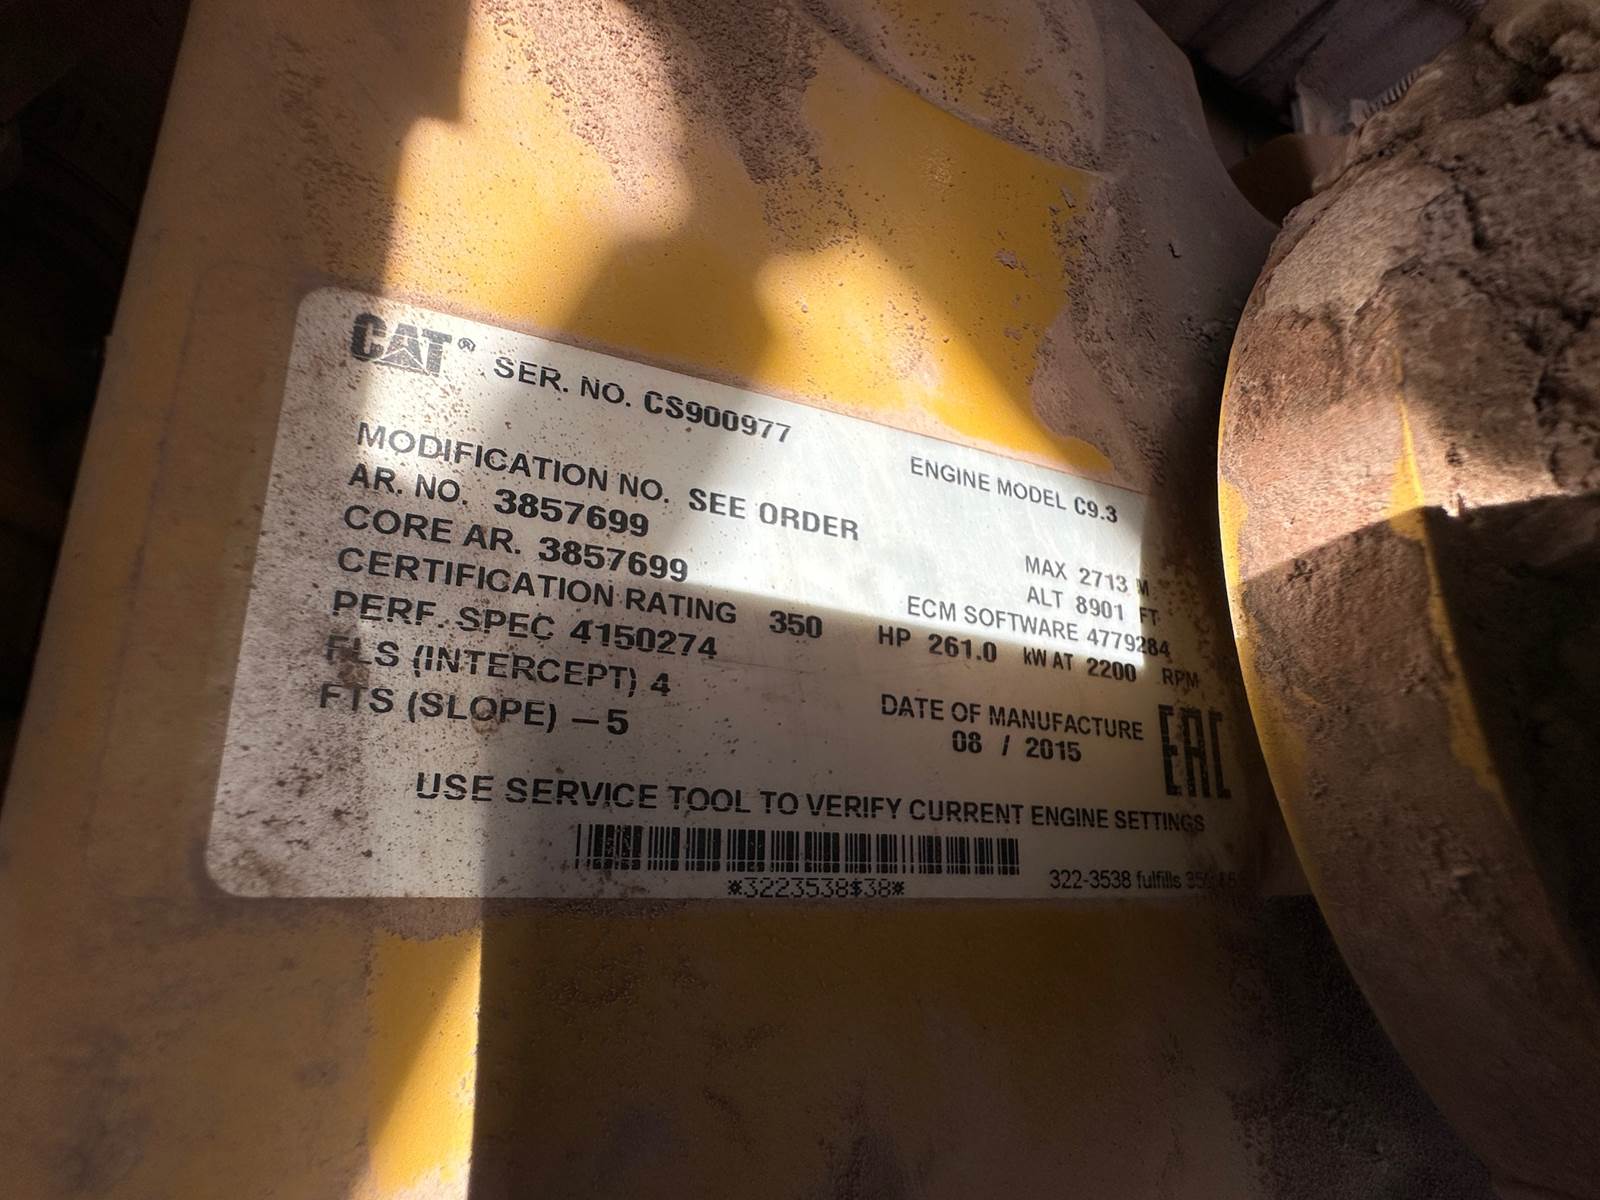 CAT® SER. NO. CS900977
ENGINE MODEL C9.3
MODIFICATION NO. SEE ORDER
AR. NO. 3857699
MAX 2713 M
CORE AR. 3857699
ALT 8901 FT
ECM SOFTWARE 4779284
CERTIFICATION RATING 350 HP 261.0 kW AT 2200 RPM
PERF. SPEC 4150274
FLS (INTERCEPT) 4
FTS (SLOPE) –5
DATE OF MANUFACTURE
08 / 2015
EAC
USE SERVICE TOOL TO VERIFY CURRENT ENGINE SETTINGS
*3223538$38*
322-3538 fulfills